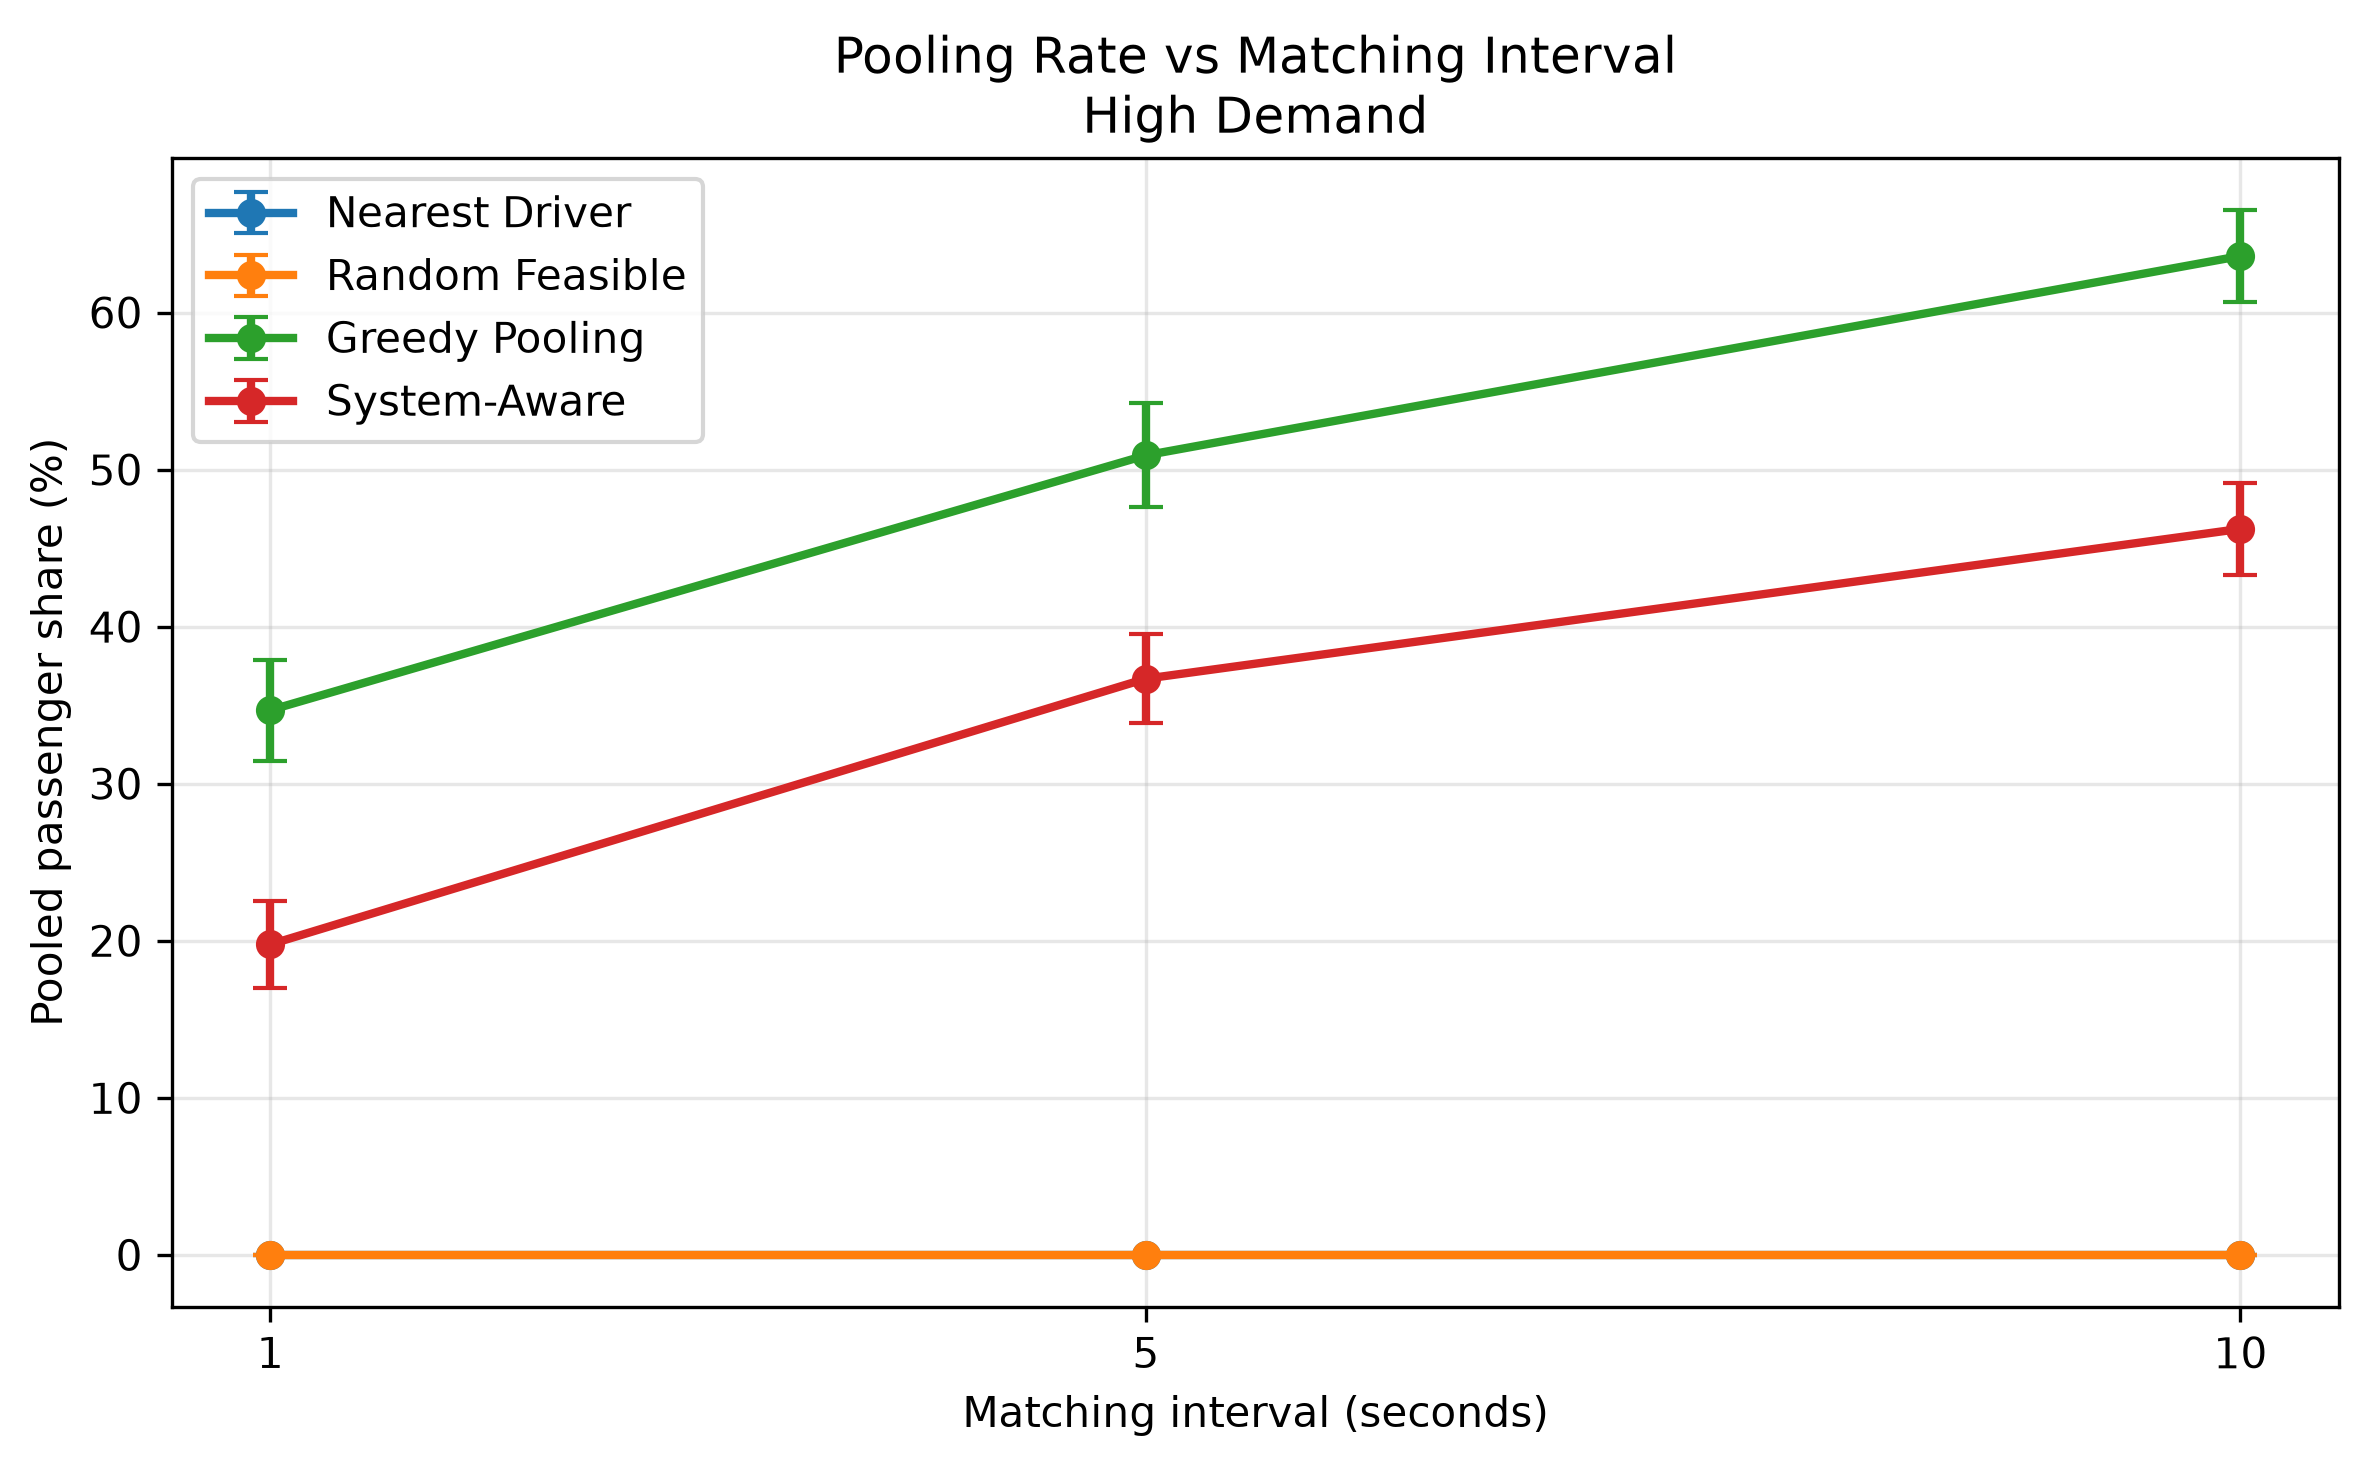 Pooling Rate vs Matching Interval
High Demand
Nearest Driver
Random Feasible
Greedy Pooling
System-Aware
Pooled passenger share (%)
60
50
40
30
20
10
0
1
5
10
Matching interval (seconds)